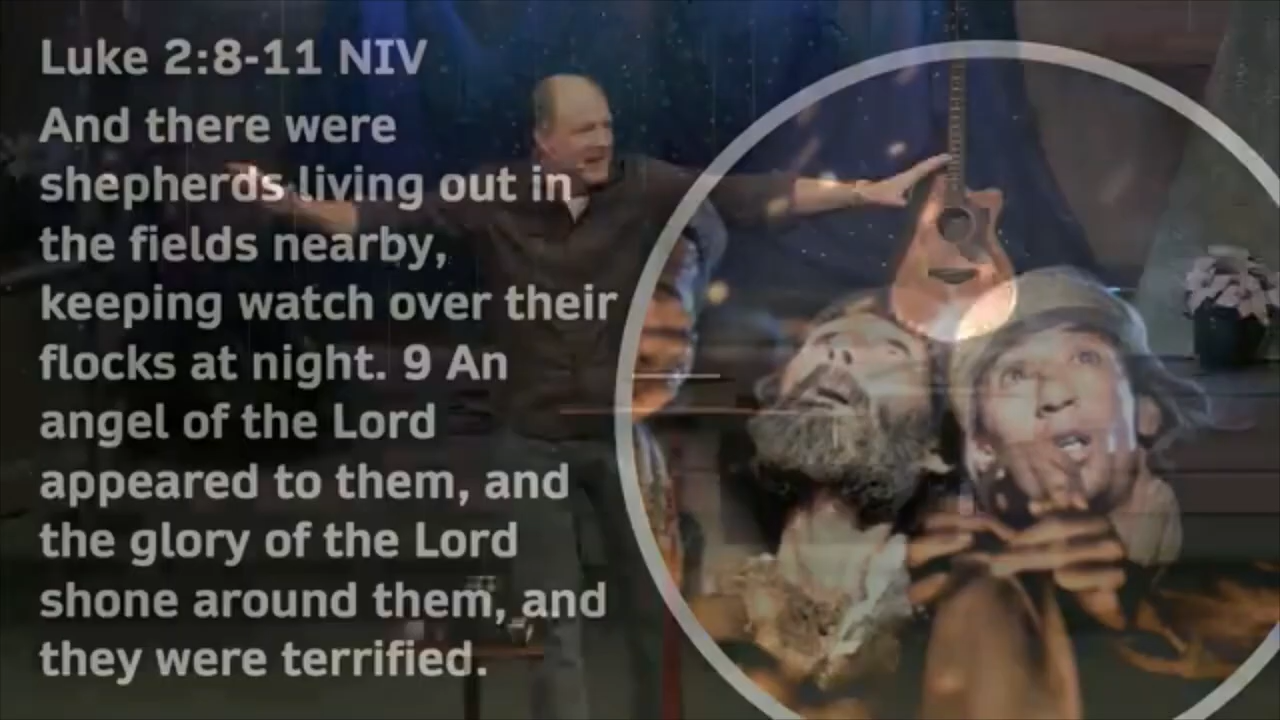 Luke 2:8-11 NIV
And there were
shepherds living out in
the fields nearby,
keeping watch over their
flocks at night. 9 An
angel of the Lord
appeared to them, and
the glory of the Lord
shone around them, and
they were terrified.